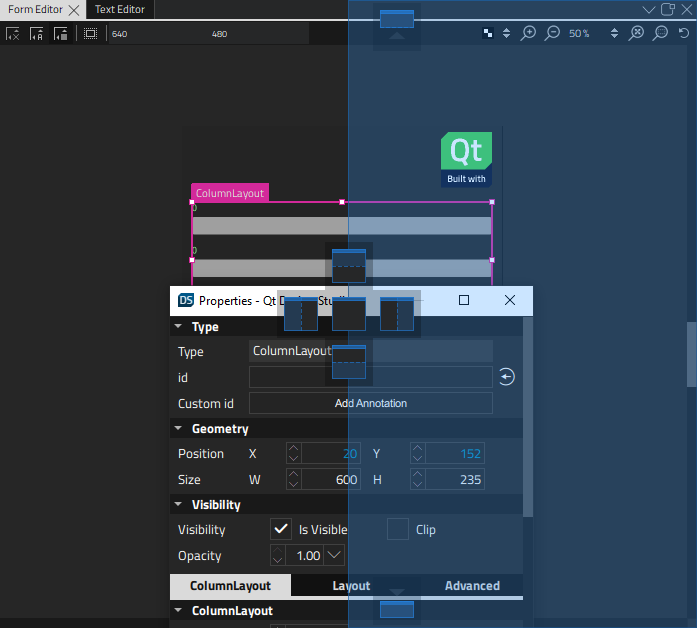 Form Editor Text Editor
640 480 50 %
Qt
Built with
ColumnLayout
0
0
DS Properties - Qt
Type
Type ColumnLayout
id
Custom id Add Annotation
Geometry
Position X 20 Y 152
Size W 600 H 235
Visibility
Visibility Is Visible Clip
Opacity 1.00
ColumnLayout Layout Advanced
ColumnLayout